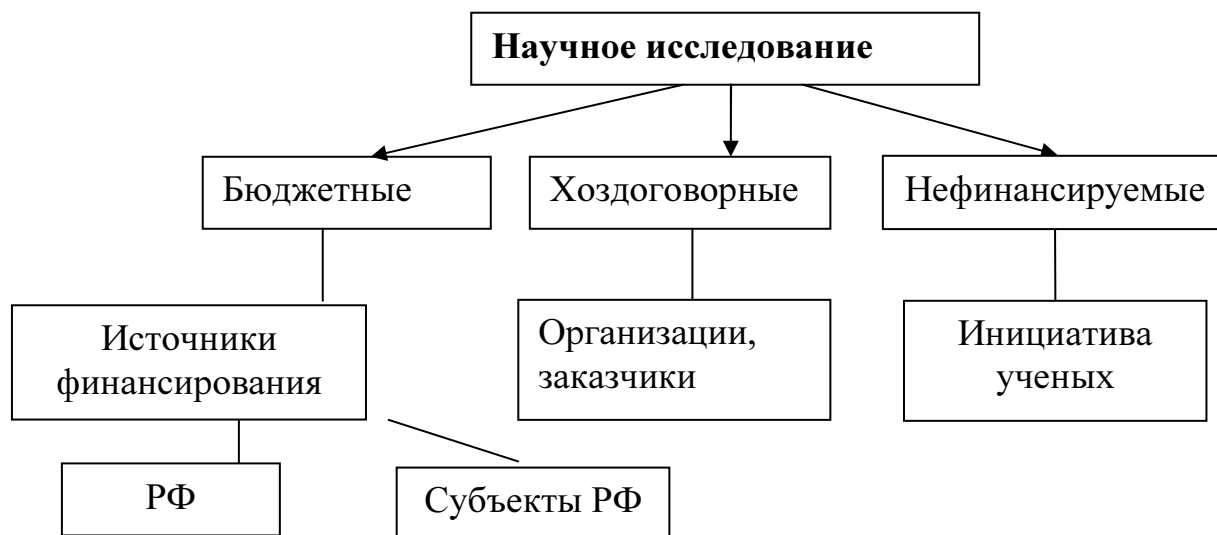 Научное исследование
Бюджетные
Хоздоговорные
Нефинансируемые
Источники
финансирования
Организации,
заказчики
Инициатива
ученых
РФ
Субъекты РФ